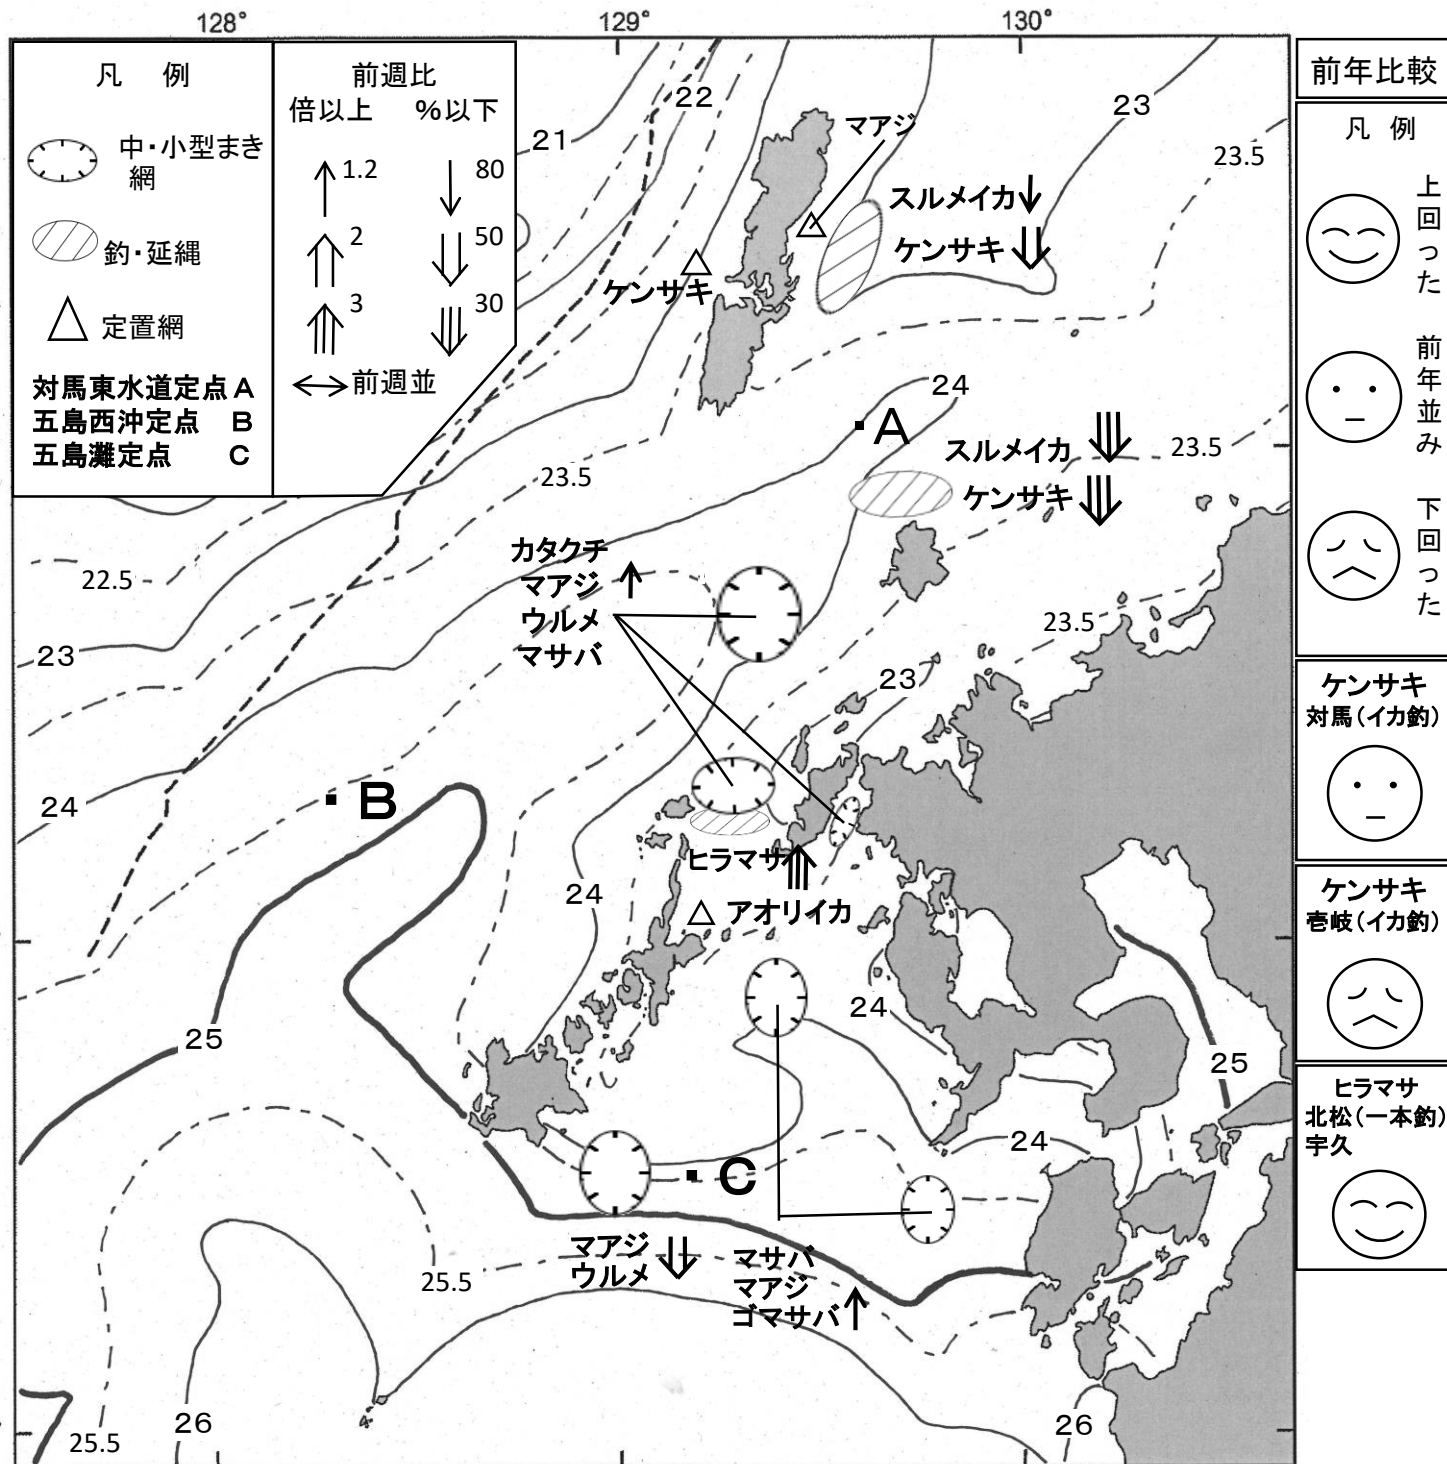 128°
129°
130°
凡 例
中・小型まき
網
釣・延縄
定置網
対馬東水道定点A
五島西沖定点 B
五島灘定点 C
前週比
倍以上 %以下
1.2
80
2
50
3
30
前週並
前年比較
凡 例
上回った
前年並み
下回った
ケンサキ
対馬(イカ釣)
ケンサキ
壱岐(イカ釣)
ヒラマサ
北松(一本釣)
宇久
21
22
23
23.5
マアジ
スルメイカ
ケンサキ
ケンサキ
24
A
スルメイカ
ケンサキ
23.5
23.5
22.5
カタクチ
マアジ
ウルメ
マサバ
23.5
23
23
24
B
ヒラマサ
24
アオリイカ
24
25
25
24
C
マアジ
ウルメ
マサバ
マアジ
ゴマサバ
25.5
26
25.5
26